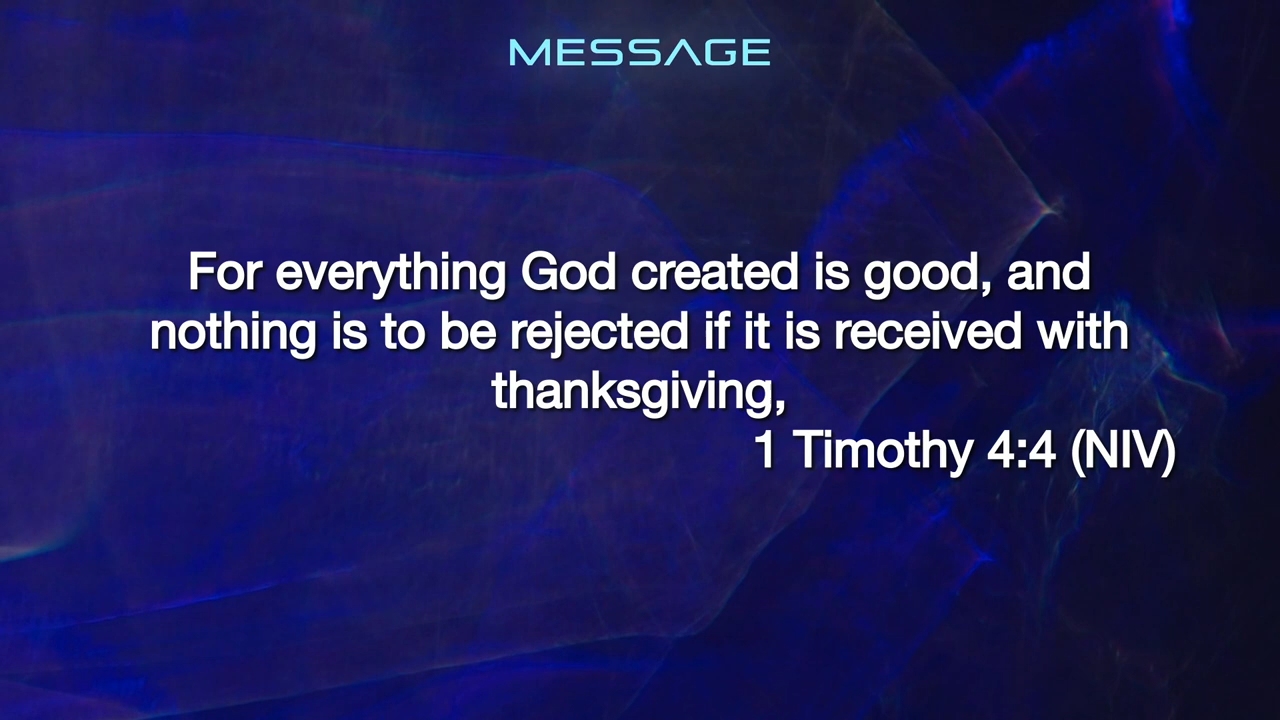 MESSAGE
For everything God created is good, and
nothing is to be rejected if it is received with
thanksgiving,
1 Timothy 4:4 (NIV)